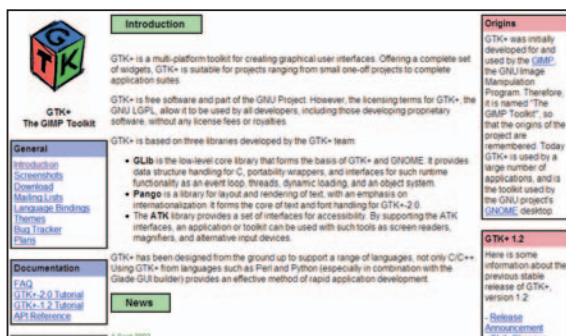 GTK+
The GIMP Toolkit
General
Introduction
Screenshots
Download
Mailing Lists
Language Bindings
Themes
Bug Tracker
Plans
Documentation
FAQ
GTK+-2.0 Tutorial
GTK+-1.2 Tutorial
API Reference
Introduction
GTK+ is a multi-platform toolkit for creating graphical user interfaces. Offering a complete set
of widgets, GTK+ is suitable for projects ranging from small one-off projects to complete
application suites.
GTK+ is free software and part of the GNU Project. However, the licensing terms for GTK+, the
GNU LGPL, allow it to be used by all developers, including those developing proprietary
software, without any license fees or royalties.
GTK+ is based on three libraries developed by the GTK+ team:
• GLib is the low-level core library that forms the basis of GTK+ and GNOME. It provides
data structure handling for C, portability wrappers, and interfaces for such runtime
functionality as an event loop, threads, dynamic loading, and an object system.
• Pango is a library for layout and rendering of text, with an emphasis on
internationalization. It forms the core of text and font handling for GTK+-2.0.
• The ATK library provides a set of interfaces for accessibility. By supporting the ATK
interfaces, an application or toolkit can be used with such tools as screen readers,
magnifiers, and alternative input devices.
GTK+ has been designed from the ground up to support a range of languages, not only C/C++.
Using GTK+ from languages such as Perl and Python (especially in combination with the
Glade GUI builder) provides an effective method of rapid application development.
News
Origins
GTK+ was initially
developed for and
used by the GIMP,
the GNU Image
Manipulation
Program. Therefore,
it is named "The
GIMP Toolkit", so
that the origins of the
project are
remembered. Today
GTK+ is used by a
large number of
applications, and is
the toolkit used by
the GNU project's
GNOME desktop.
GTK+ 1.2
Here is some
information about the
previous stable
release of GTK+,
version 1.2:
- Release
Announcement